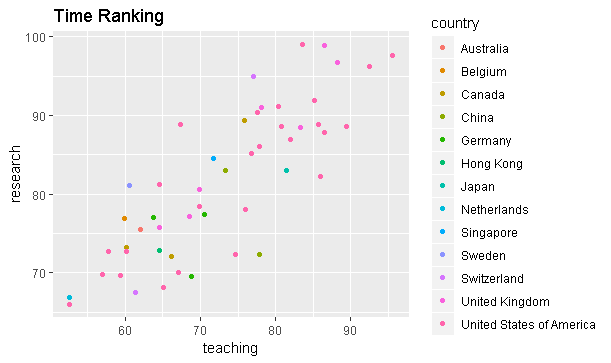 Time Ranking
country
Australia
Belgium
Canada
China
Germany
Hong Kong
Japan
Netherlands
Singapore
Sweden
Switzerland
United Kingdom
United States of America
research
100
90
80
70
60 70 80 90
teaching